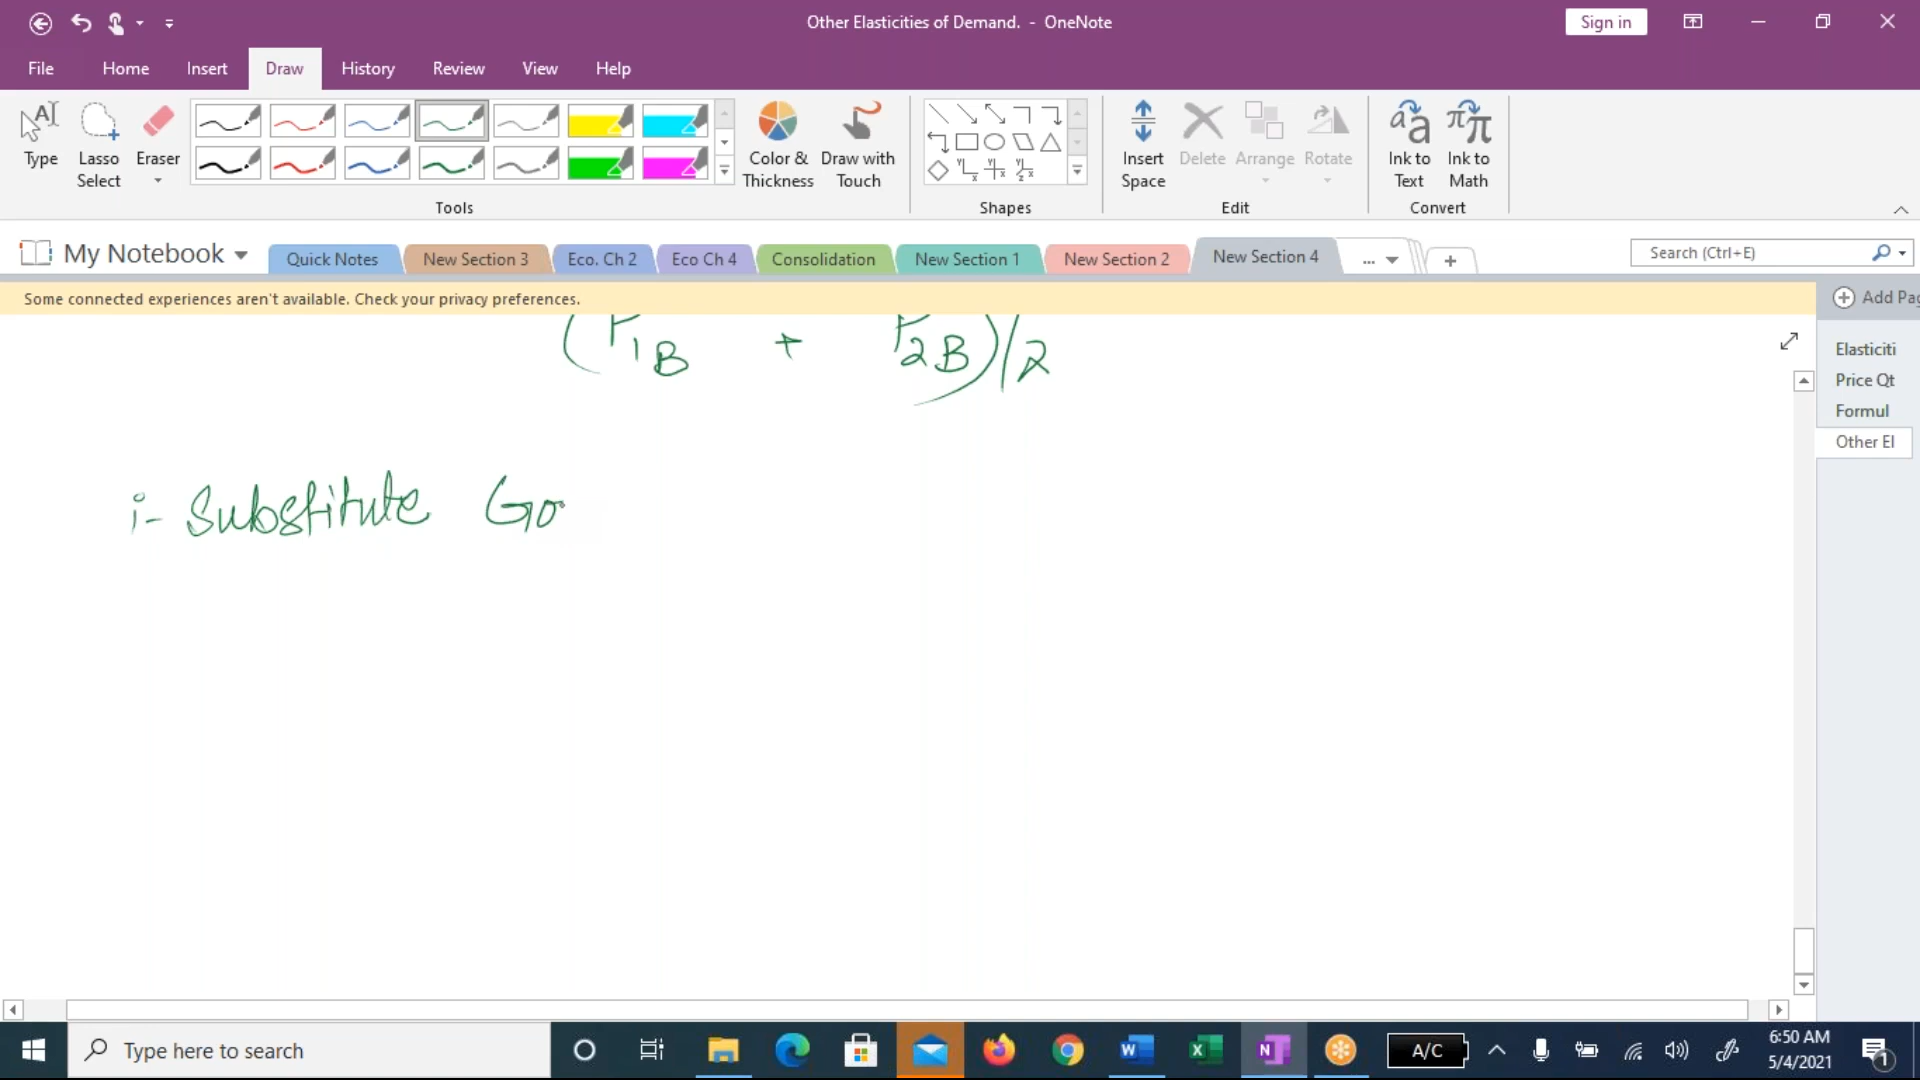 Other Elasticities of Demand. - OneNote
Sign in
File Home Insert Draw History Review View Help
Type
Lasso Select
Eraser
Color & Thickness
Draw with Touch
Insert Space
Delete
Arrange
Rotate
Ink to Text
Ink to Math
Tools Shapes Edit Convert
My Notebook Quick Notes New Section 3 Eco. Ch 2 Eco Ch 4 Consolidation New Section 1 New Section 2 New Section 4 ... Search (Ctrl+E)
Some connected experiences aren't available. Check your privacy preferences.
Add Pag
Elasticiti
Price Qt
Formul
Other El
(P1B + P2B)/2
i- Substitute Go
Type here to search
A/C
6:50 AM
5/4/2021
1